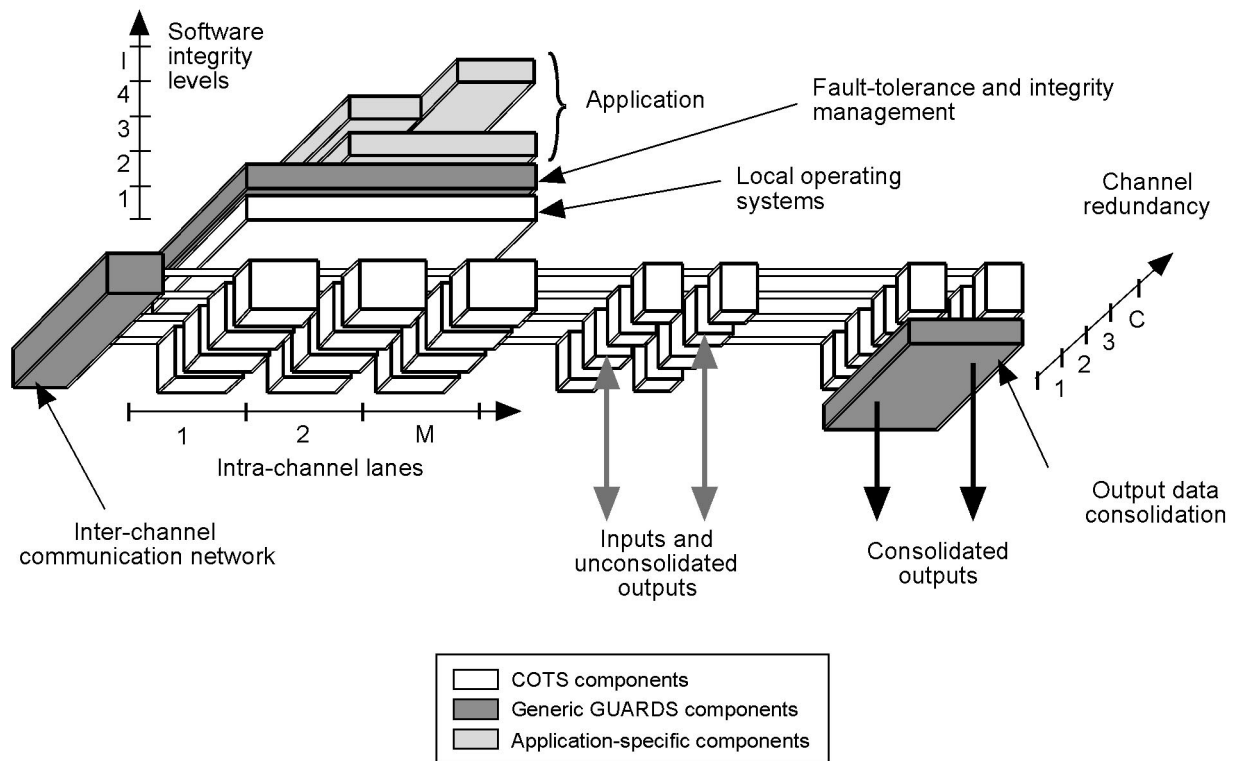 Software
integrity
levels
I
4
3
2
1
Application
Fault-tolerance and integrity
management
Local operating
systems
Channel
redundancy
C
3
2
1
1
2
M
Intra-channel lanes
Inter-channel
communication network
Inputs and
unconsolidated
outputs
Consolidated
outputs
Output data
consolidation
COTS components
Generic GUARDS components
Application-specific components